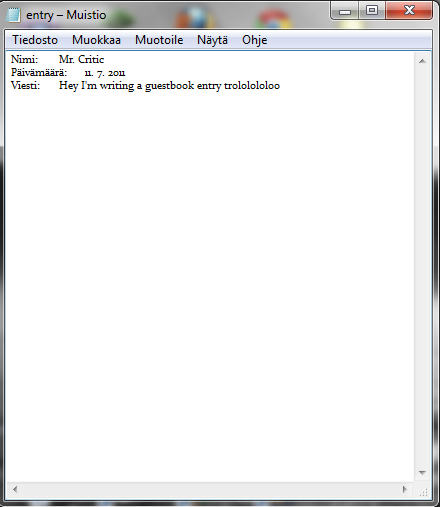 entry – Muistio
Tiedosto Muokkaa Muotoile Näytä Ohje
Nimi: Mr. Critic
Päivämäärä: 11. 7. 2011
Viesti: Hey I'm writing a guestbook entry trololololoo